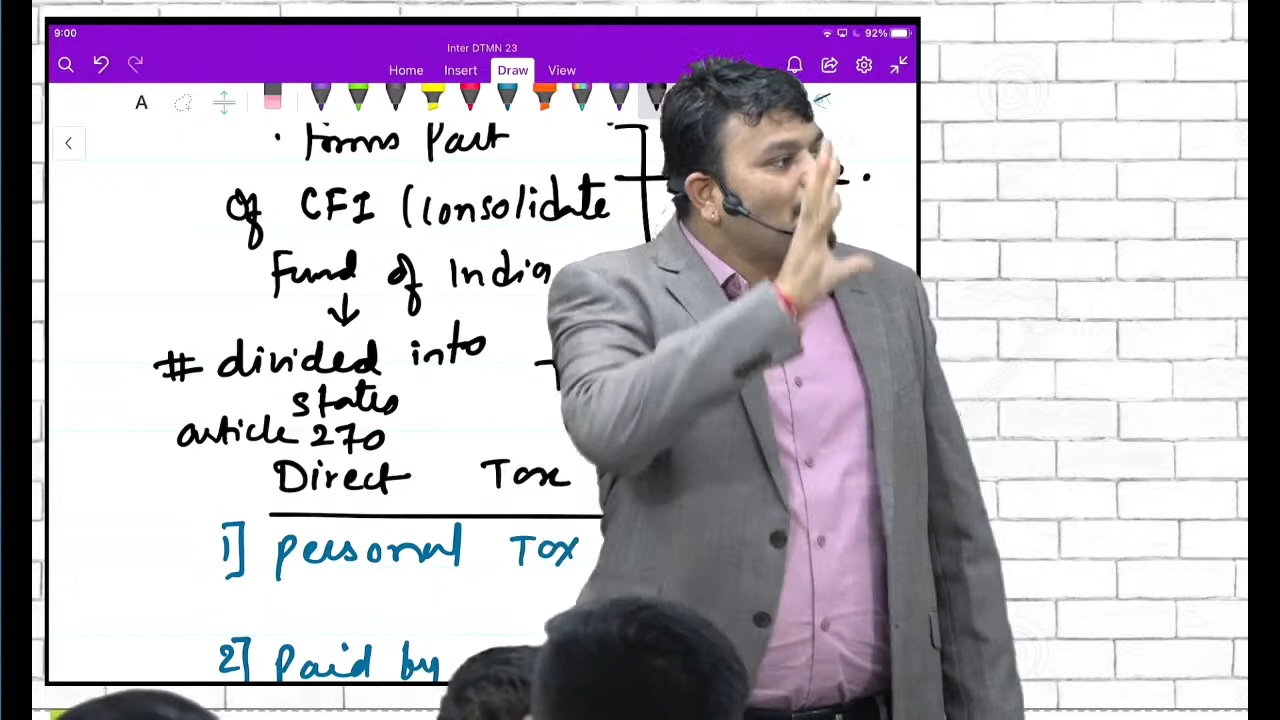 9:00
92%
Inter DTMN 23
Home Insert Draw View
A
· forms Part
of CFI (Consolidate
Fund of India
# divided into
states
article 270
Direct Tax
1] Personal Tax
2] Paid by